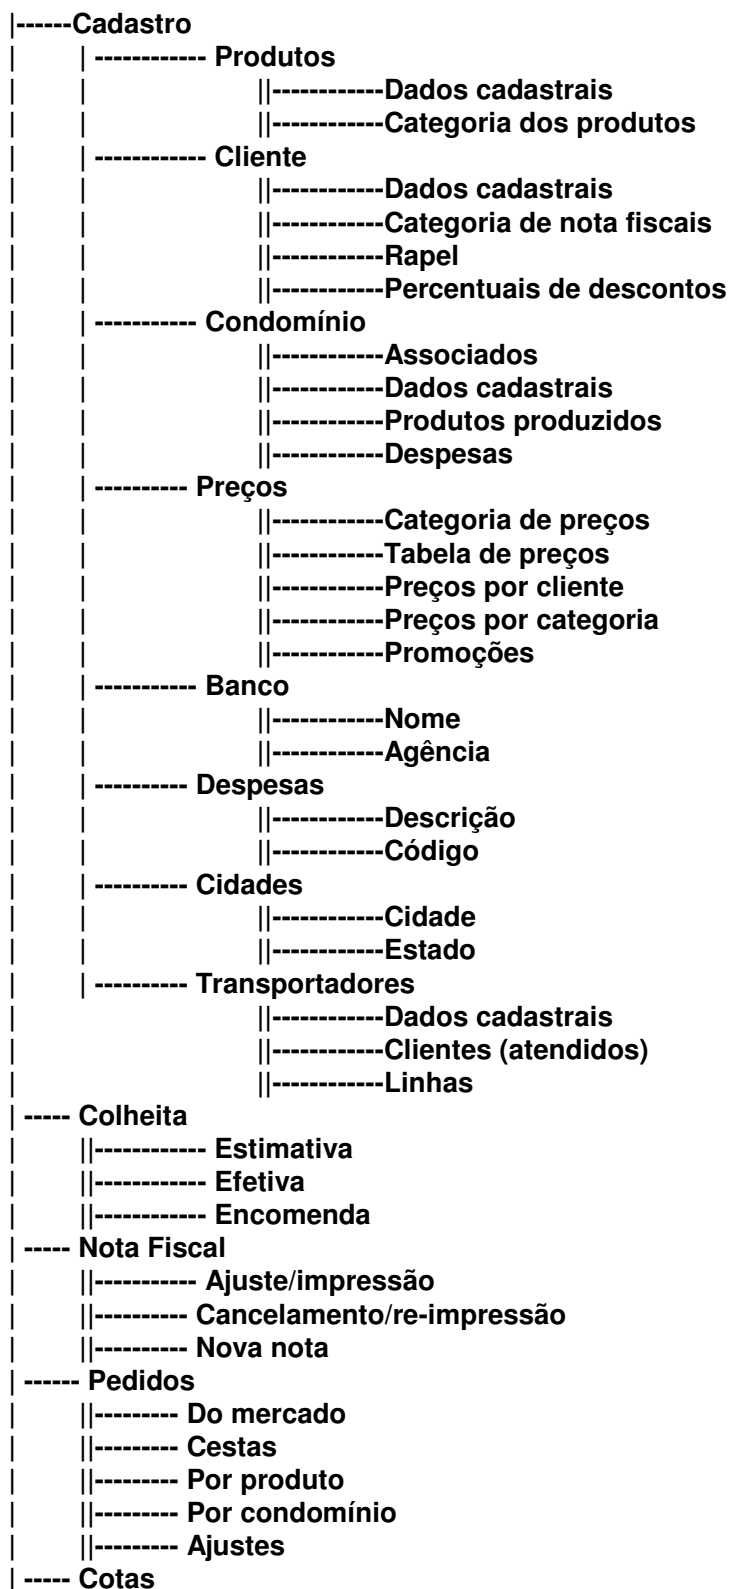 |------Cadastro
| | ------------ Produtos
| | ||------------Dados cadastrais
| | ||------------Categoria dos produtos
| | ------------ Cliente
| | ||------------Dados cadastrais
| | ||------------Categoria de nota fiscais
| | ||------------Rapel
| | ||------------Percentuais de descontos
| | ----------- Condomínio
| | ||------------Associados
| | ||------------Dados cadastrais
| | ||------------Produtos produzidos
| | ||------------Despesas
| | ---------- Preços
| | ||------------Categoria de preços
| | ||------------Tabela de preços
| | ||------------Preços por cliente
| | ||------------Preços por categoria
| | ||------------Promoções
| | ----------- Banco
| | ||------------Nome
| | ||------------Agência
| | ---------- Despesas
| | ||------------Descrição
| | ||------------Código
| | ---------- Cidades
| | ||------------Cidade
| | ||------------Estado
| | ---------- Transportadores
| ||------------Dados cadastrais
| ||------------Clientes (atendidos)
| ||------------Linhas
| ----- Colheita
| ||------------ Estimativa
| ||------------ Efetiva
| ||------------ Encomenda
| ----- Nota Fiscal
| ||----------- Ajuste/impressão
| ||---------- Cancelamento/re-impressão
| ||---------- Nova nota
| ------ Pedidos
| ||--------- Do mercado
| ||--------- Cestas
| ||--------- Por produto
| ||--------- Por condomínio
| ||--------- Ajustes
| ----- Cotas